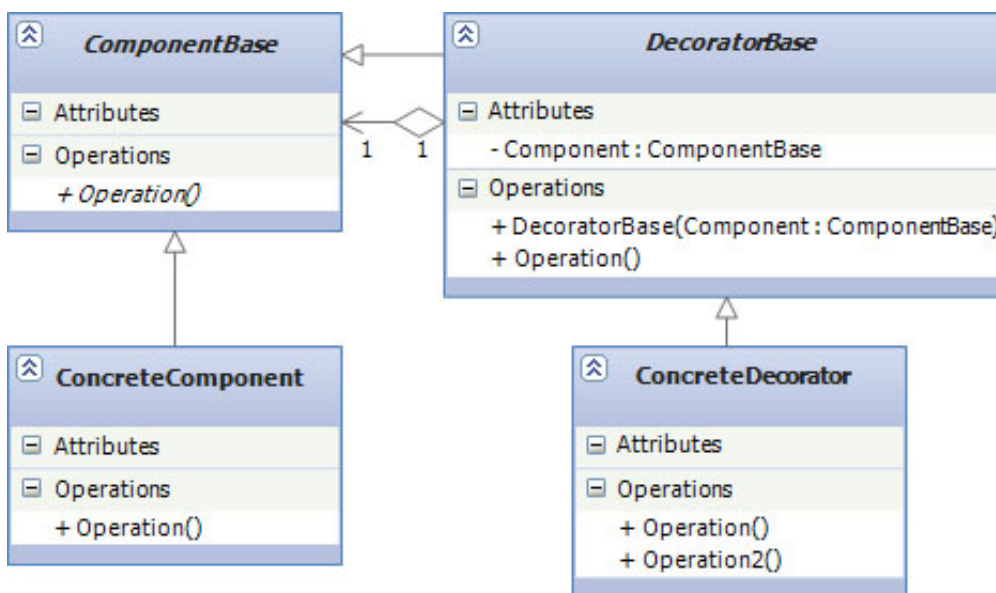 ComponentBase
Attributes
Operations
+ Operation()
DecoratorBase
Attributes
- Component : ComponentBase
Operations
+ DecoratorBase(Component : ComponentBase)
+ Operation()
1 1
ConcreteComponent
Attributes
Operations
+ Operation()
ConcreteDecorator
Attributes
Operations
+ Operation()
+ Operation2()